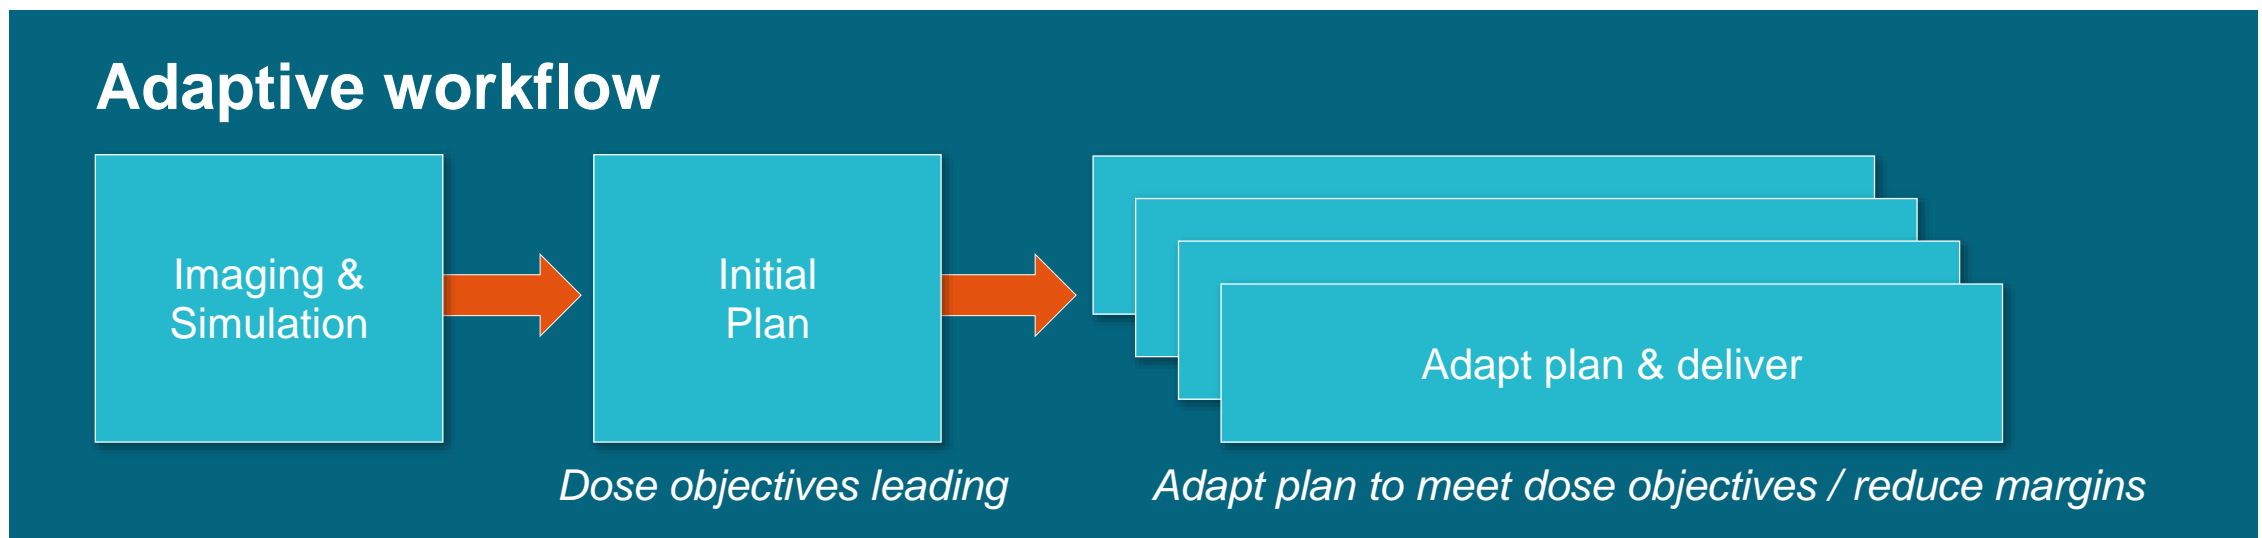 Adaptive workflow
Imaging &
Simulation
Initial
Plan
Adapt plan & deliver
Dose objectives leading
Adapt plan to meet dose objectives / reduce margins